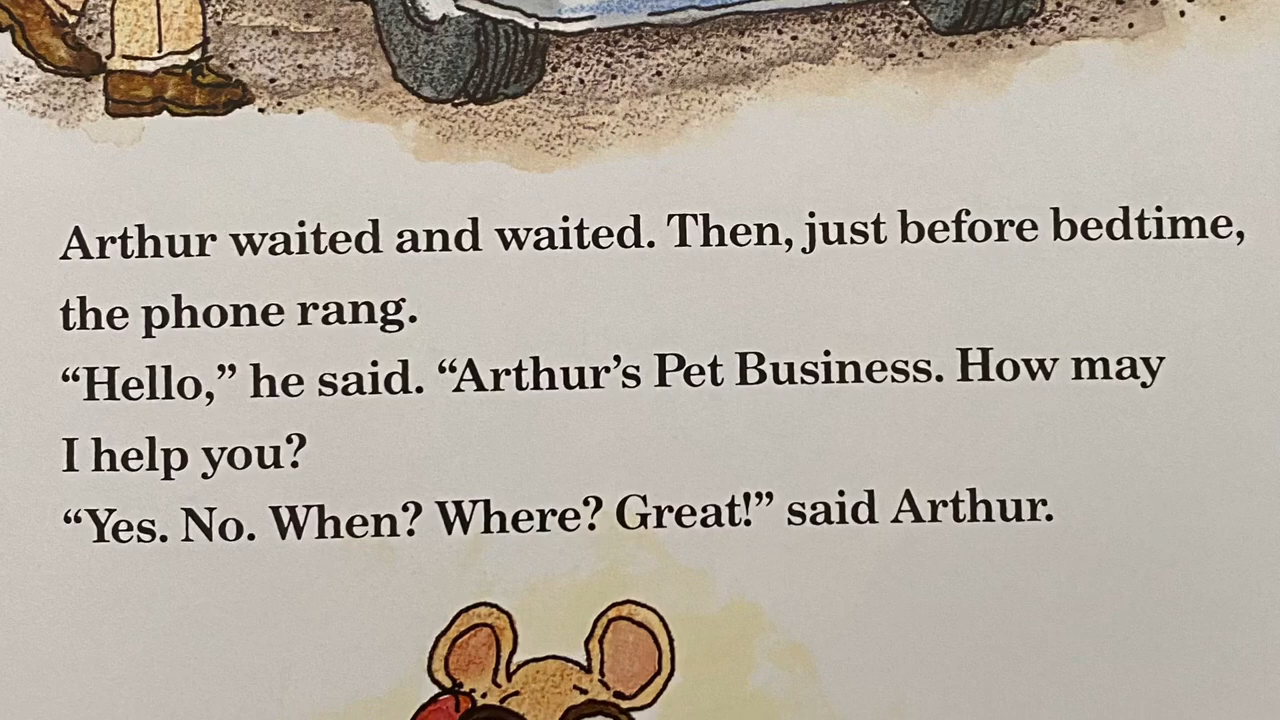 Arthur waited and waited. Then, just before bedtime,
the phone rang.
“Hello,” he said. “Arthur’s Pet Business. How may
I help you?
“Yes. No. When? Where? Great!” said Arthur.